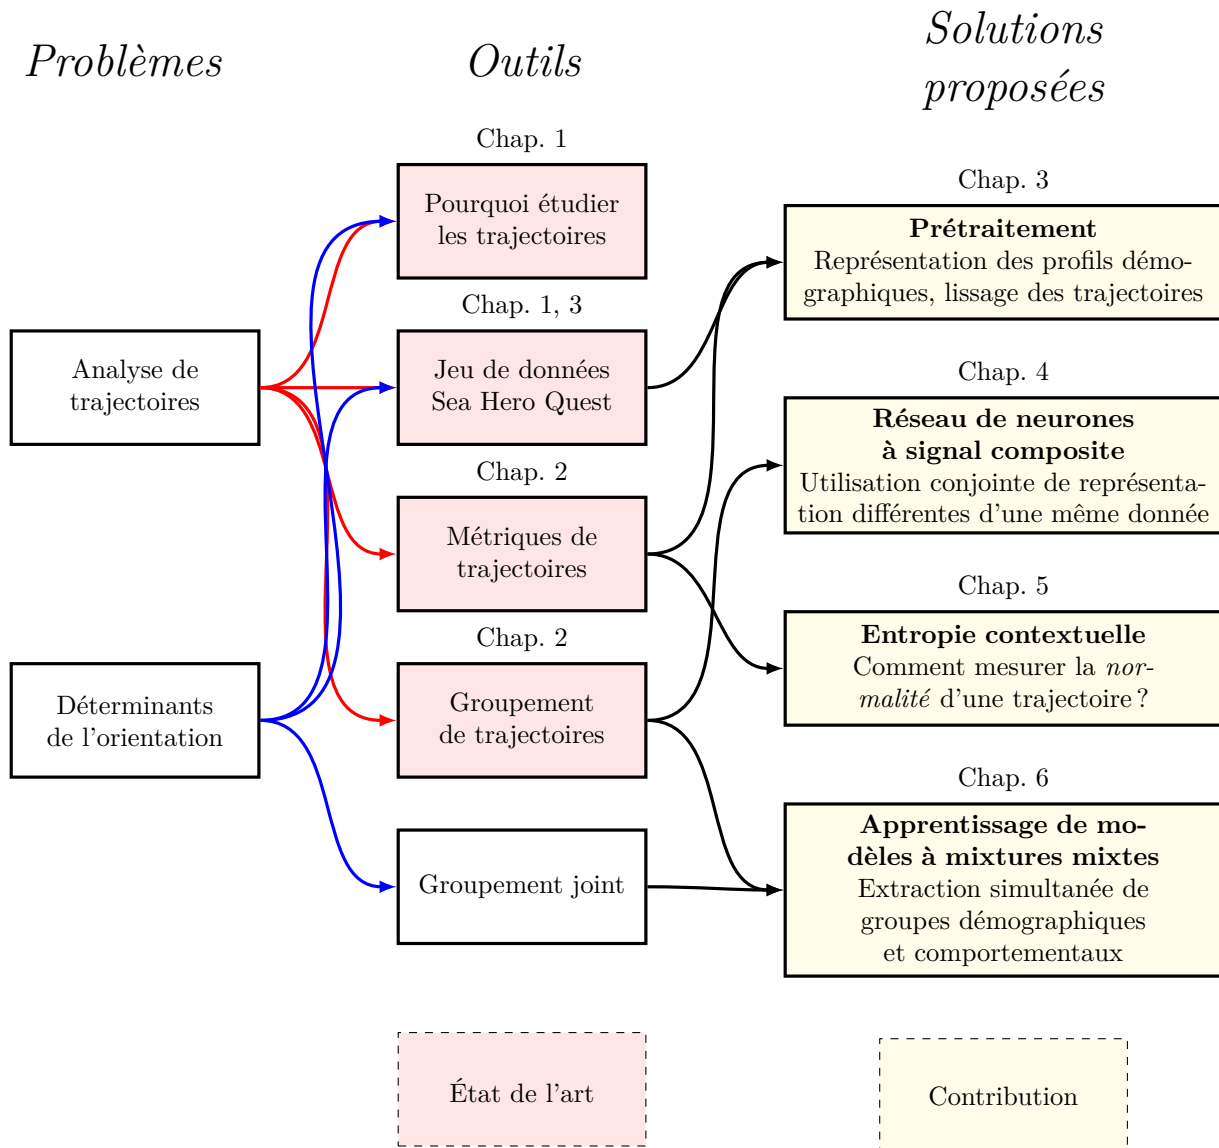 Problèmes
Outils
Solutions
proposées
Chap. 1
Pourquoi étudier
les trajectoires
Chap. 1, 3
Jeu de données
Sea Hero Quest
Chap. 2
Métriques de
trajectoires
Chap. 2
Groupement
de trajectoires
Groupement joint
Analyse de
trajectoires
Déterminants
de l'orientation
Chap. 3
Prétraitement
Représentation des profils démo-
graphiques, lissage des trajectoires
Chap. 4
Réseau de neurones
à signal composite
Utilisation conjointe de représenta-
tion différentes d'une même donnée
Chap. 5
Entropie contextuelle
Comment mesurer la nor-
malité d'une trajectoire ?
Chap. 6
Apprentissage de mo-
dèles à mixtures mixtes
Extraction simultanée de
groupes démographiques
et comportementaux
État de l'art
Contribution